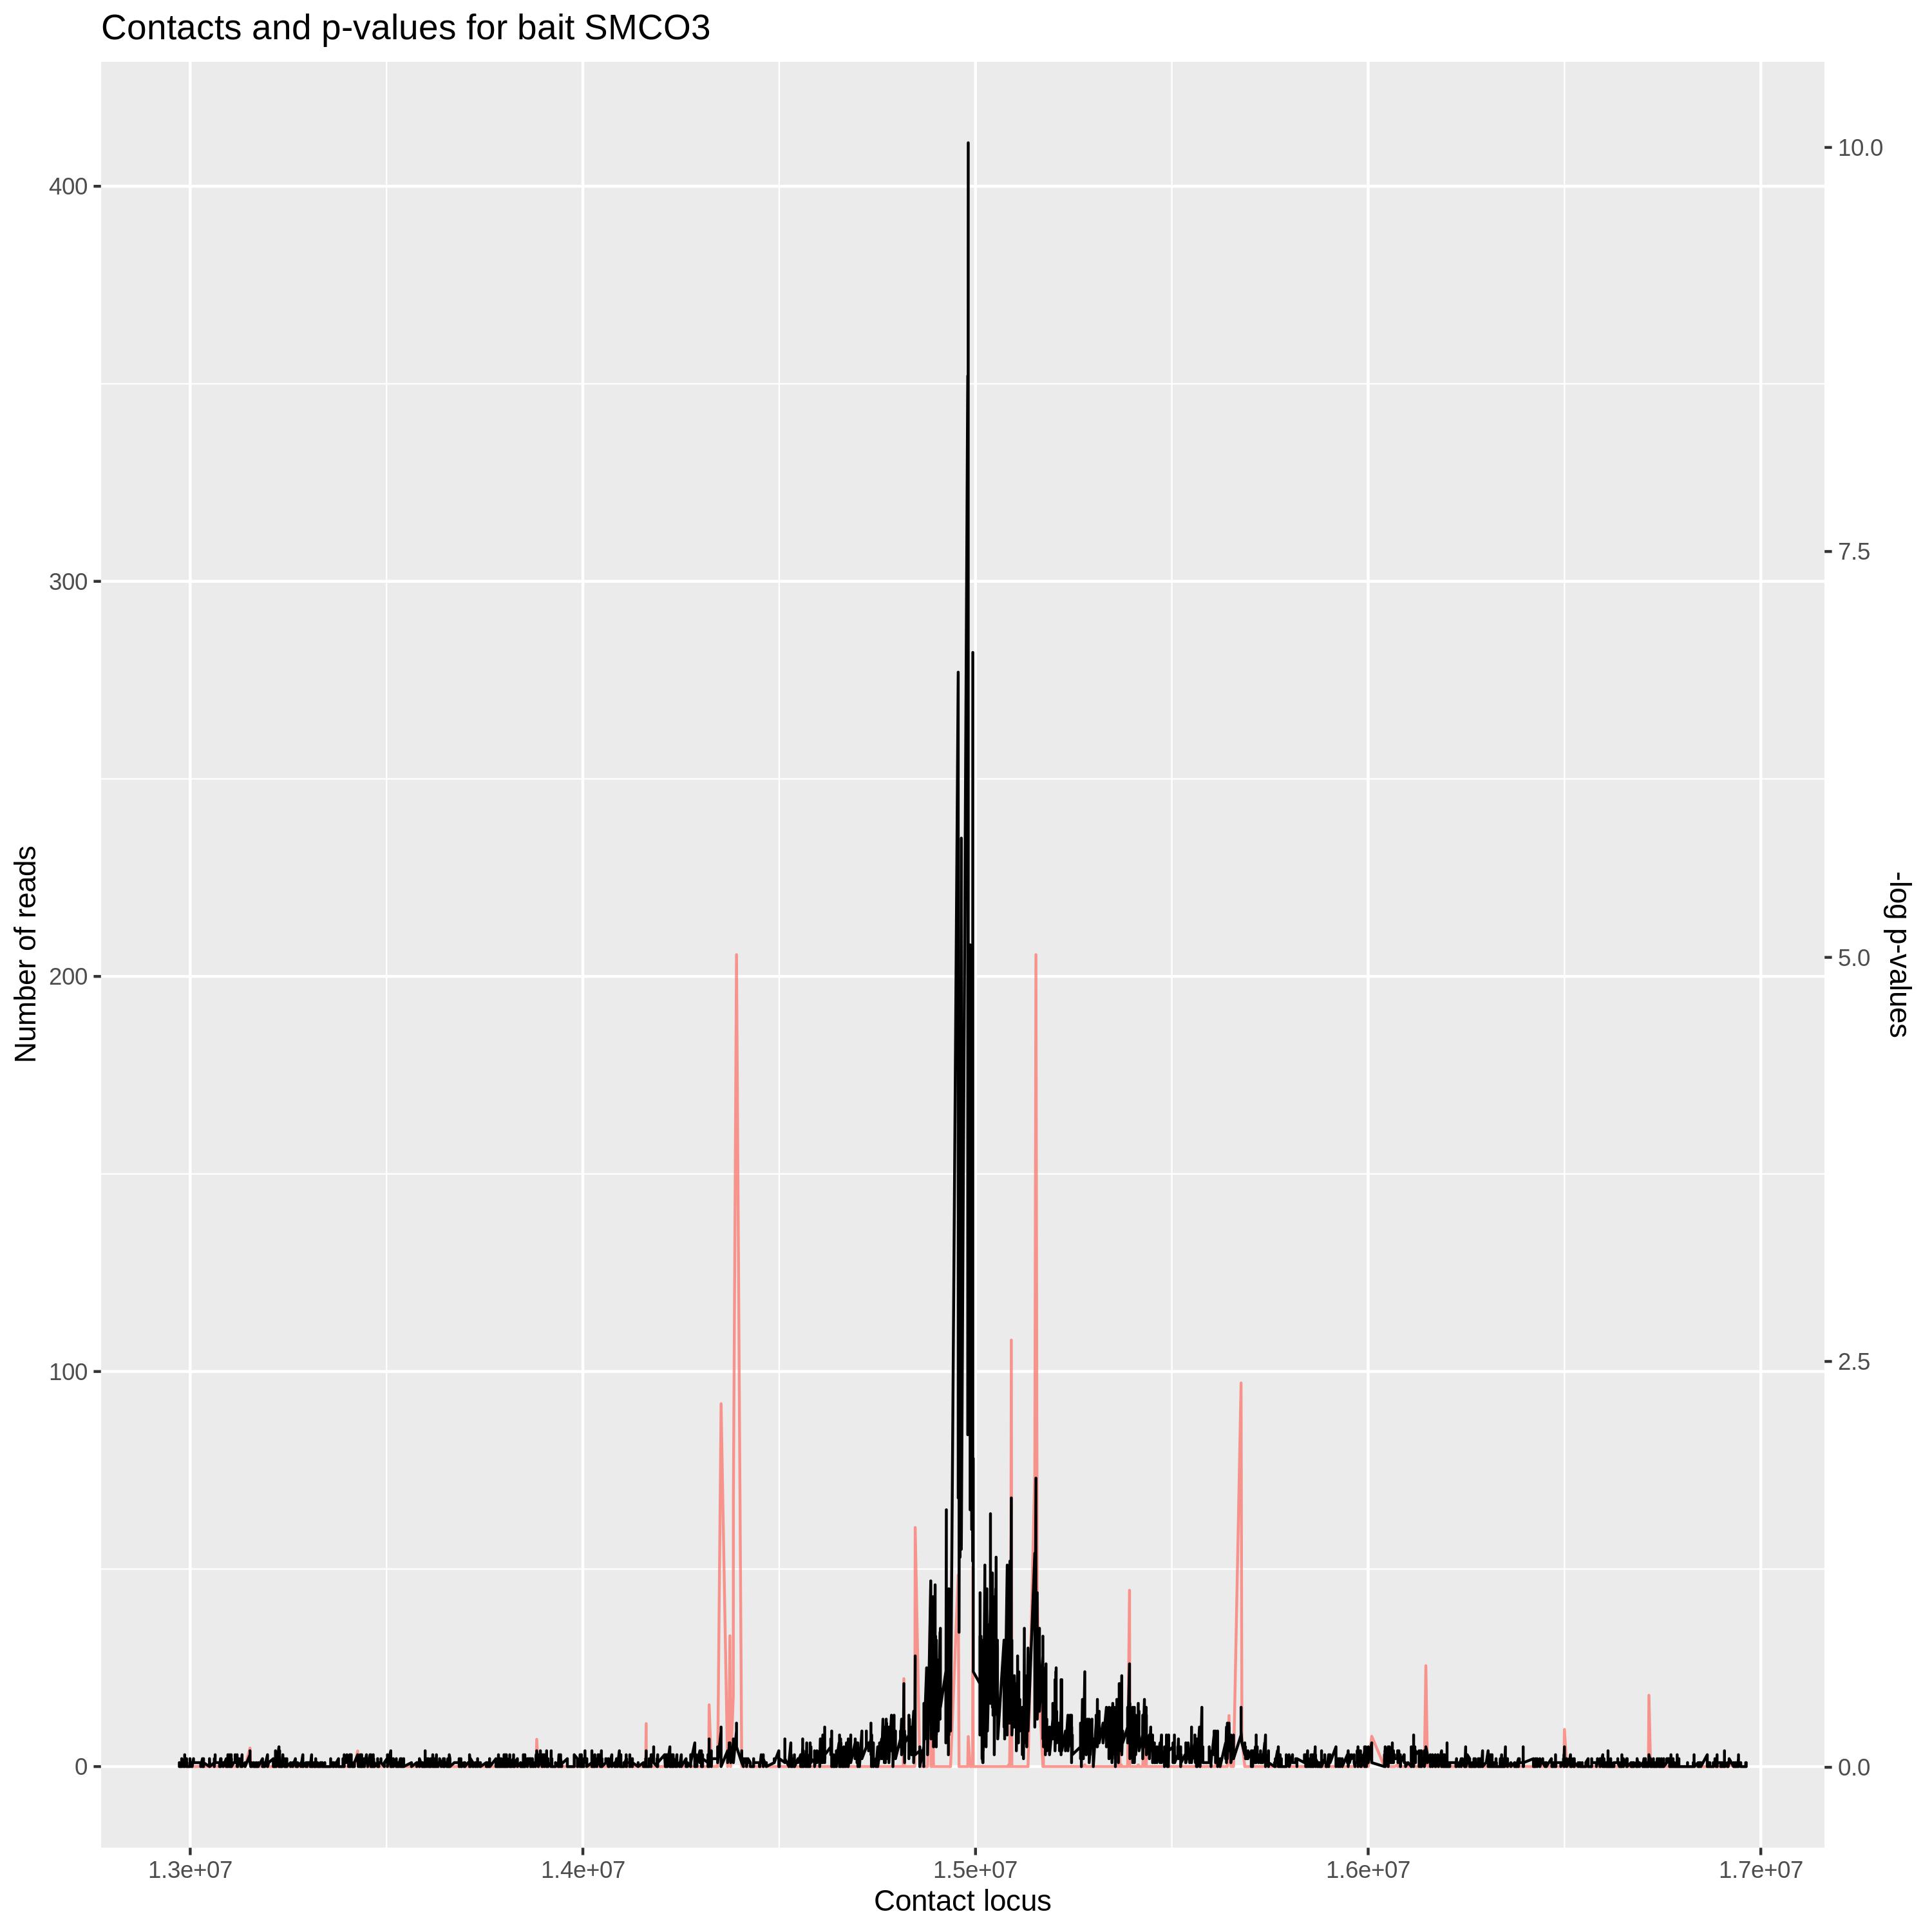 Contacts and p-values for bait SMCO3
400
300
200
100
0
Number of reads
10.0
7.5
5.0
2.5
0.0
-log p-values
1.3e+07 1.4e+07 1.5e+07 1.6e+07 1.7e+07
Contact locus